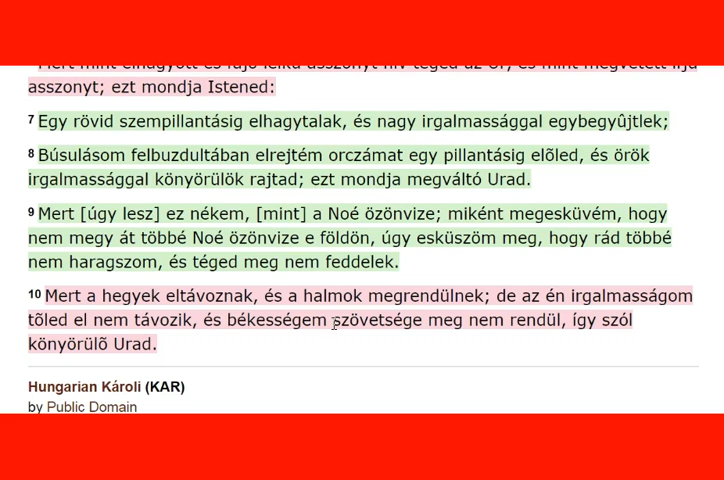 asszonyt; ezt mondja Istened:
7 Egy rövid szempillantásig elhagytalak, és nagy irgalmassággal egybegyûjtlek;
8 Búsulásom felbuzdultában elrejtém orczámat egy pillantásig elõled, és örök
irgalmassággal könyörülök rajtad; ezt mondja megváltó Urad.
9 Mert [úgy lesz] ez nékem, [mint] a Noé özönvize; miként megesküvém, hogy
nem megy át többé Noé özönvize e földön, úgy esküszöm meg, hogy rád többé
nem haragszom, és téged meg nem feddelek.
10 Mert a hegyek eltávoznak, és a halmok megrendülnek; de az én irgalmasságom
tõled el nem távozik, és békességem szövetsége meg nem rendül, így szól
könyörülõ Urad.
Hungarian Károli (KAR)
by Public Domain